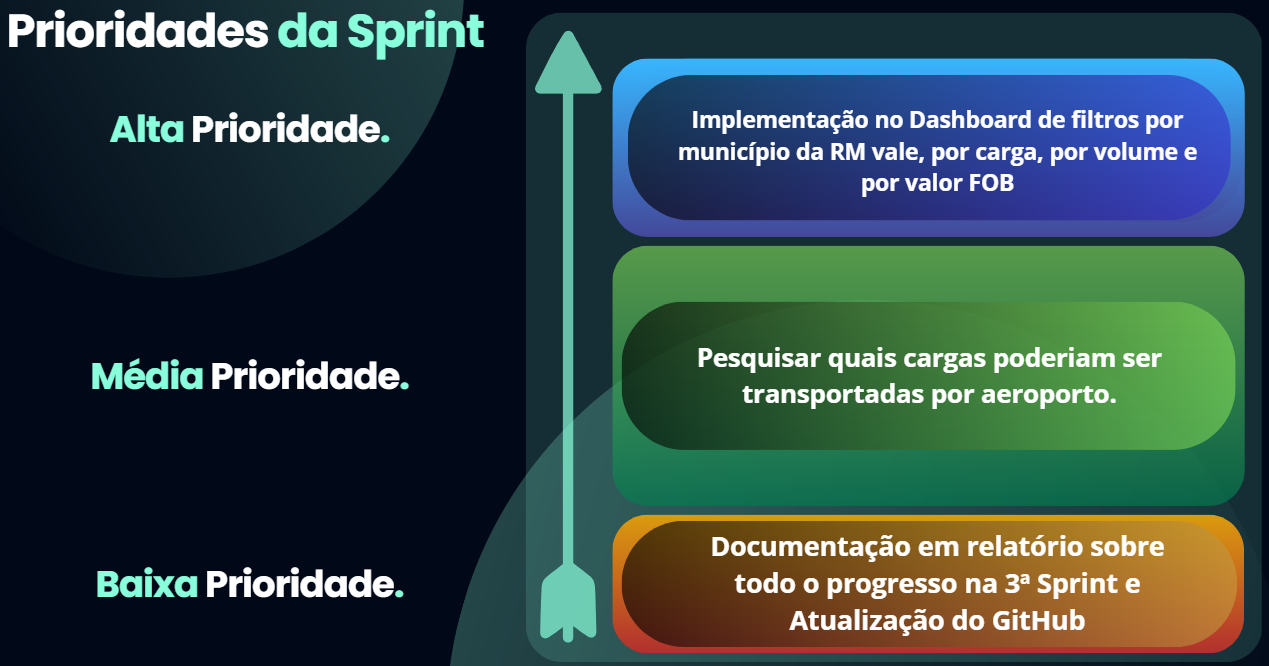 Prioridades da Sprint
Alta Prioridade.
Implementação no Dashboard de filtros por
município da RM vale, por carga, por volume e
por valor FOB
Média Prioridade.
Pesquisar quais cargas poderiam ser
transportadas por aeroporto.
Baixa Prioridade.
Documentação em relatório sobre
todo o progresso na 3ª Sprint e
Atualização do GitHub